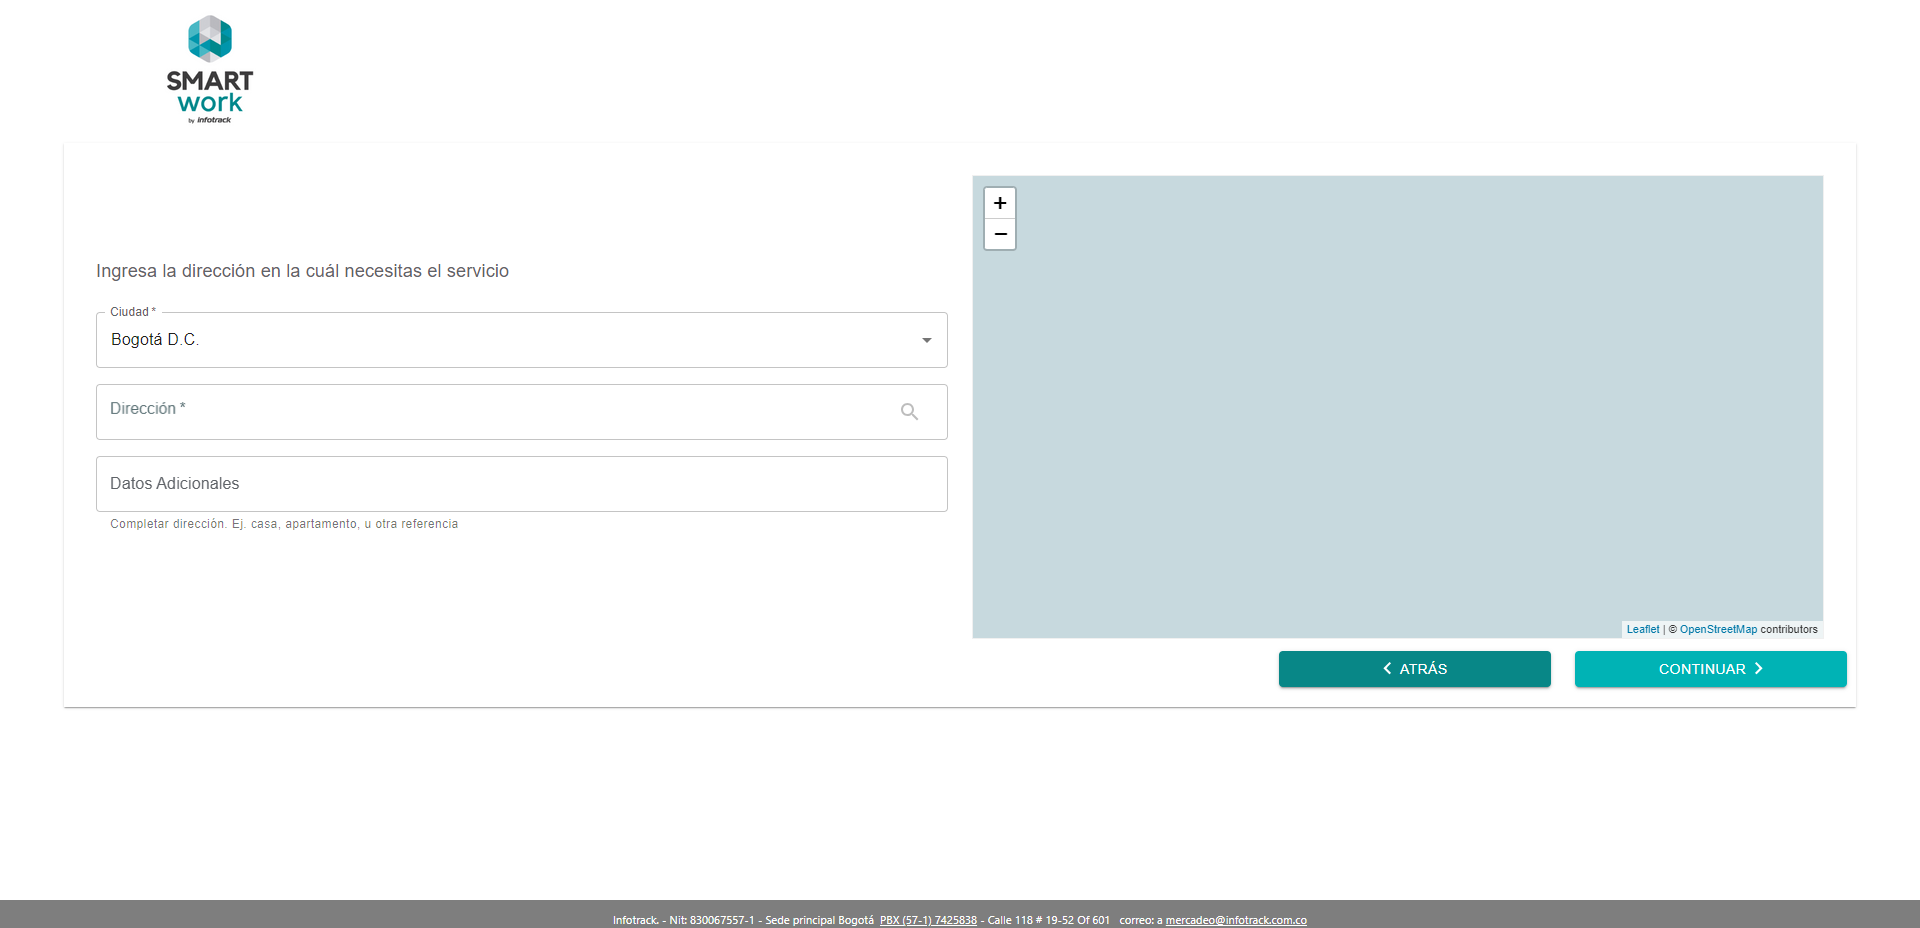 SMART
work
by infotrack
Ingresa la dirección en la cuál necesitas el servicio
Ciudad *
Bogotá D.C.
Dirección *
Datos Adicionales
Completar dirección. Ej. casa, apartamento, u otra referencia
+
−
Leaflet | © OpenStreetMap contributors
ATRÁS
CONTINUAR
Infotrack. - Nit: 830067557-1 - Sede principal Bogotá PBX (57-1) 7425838 - Calle 118 # 19-52 Of 601 correo: a mercadeo@infotrack.com.co